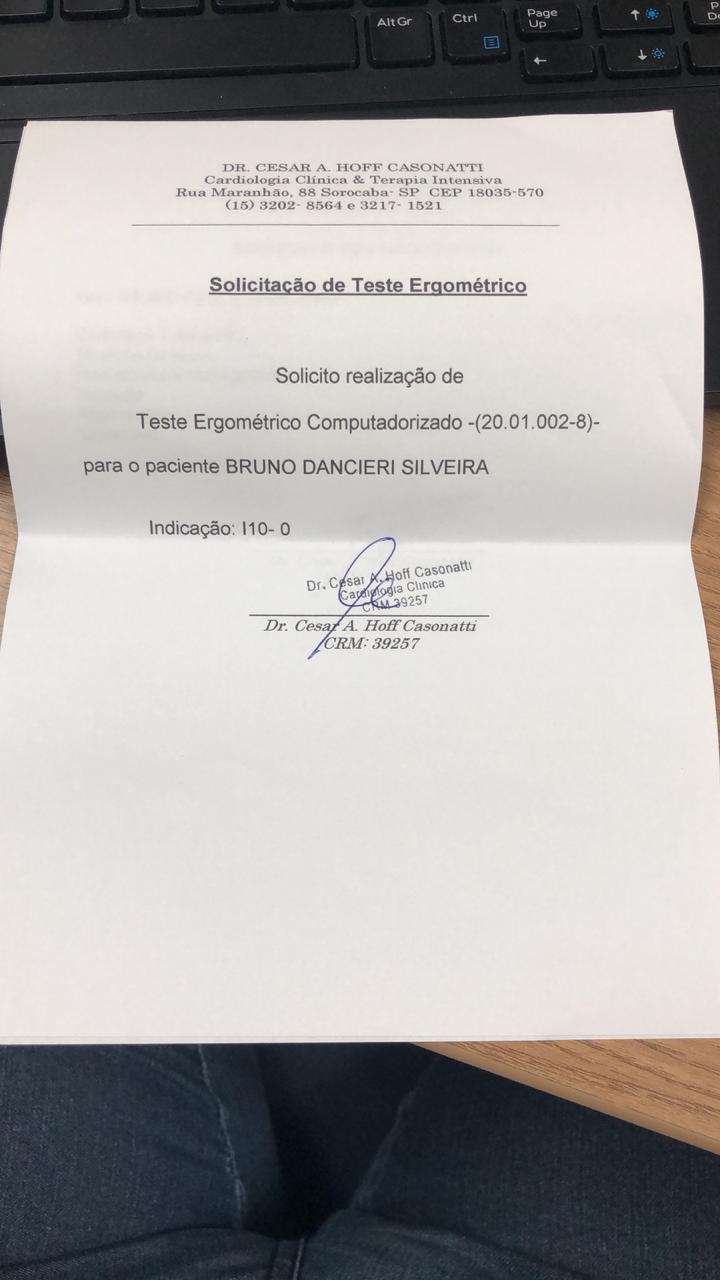 Alt Gr
Ctrl
Page
Up
DR. CESAR A. HOFF CASONATTI
Cardiologia Clínica & Terapia Intensiva
Rua Maranhão, 88 Sorocaba- SP CEP 18035-570
(15) 3202- 8564 e 3217- 1521
Solicitação de Teste Ergométrico
Solicito realização de
Teste Ergométrico Computadorizado -(20.01.002-8)-
para o paciente BRUNO DANCIERI SILVEIRA
Indicação: I10- 0
Dr. Cesar A. Hoff Casonatti
Cardiologia Clínica
CRM 39257
Dr. Cesar A. Hoff Casonatti
CRM: 39257